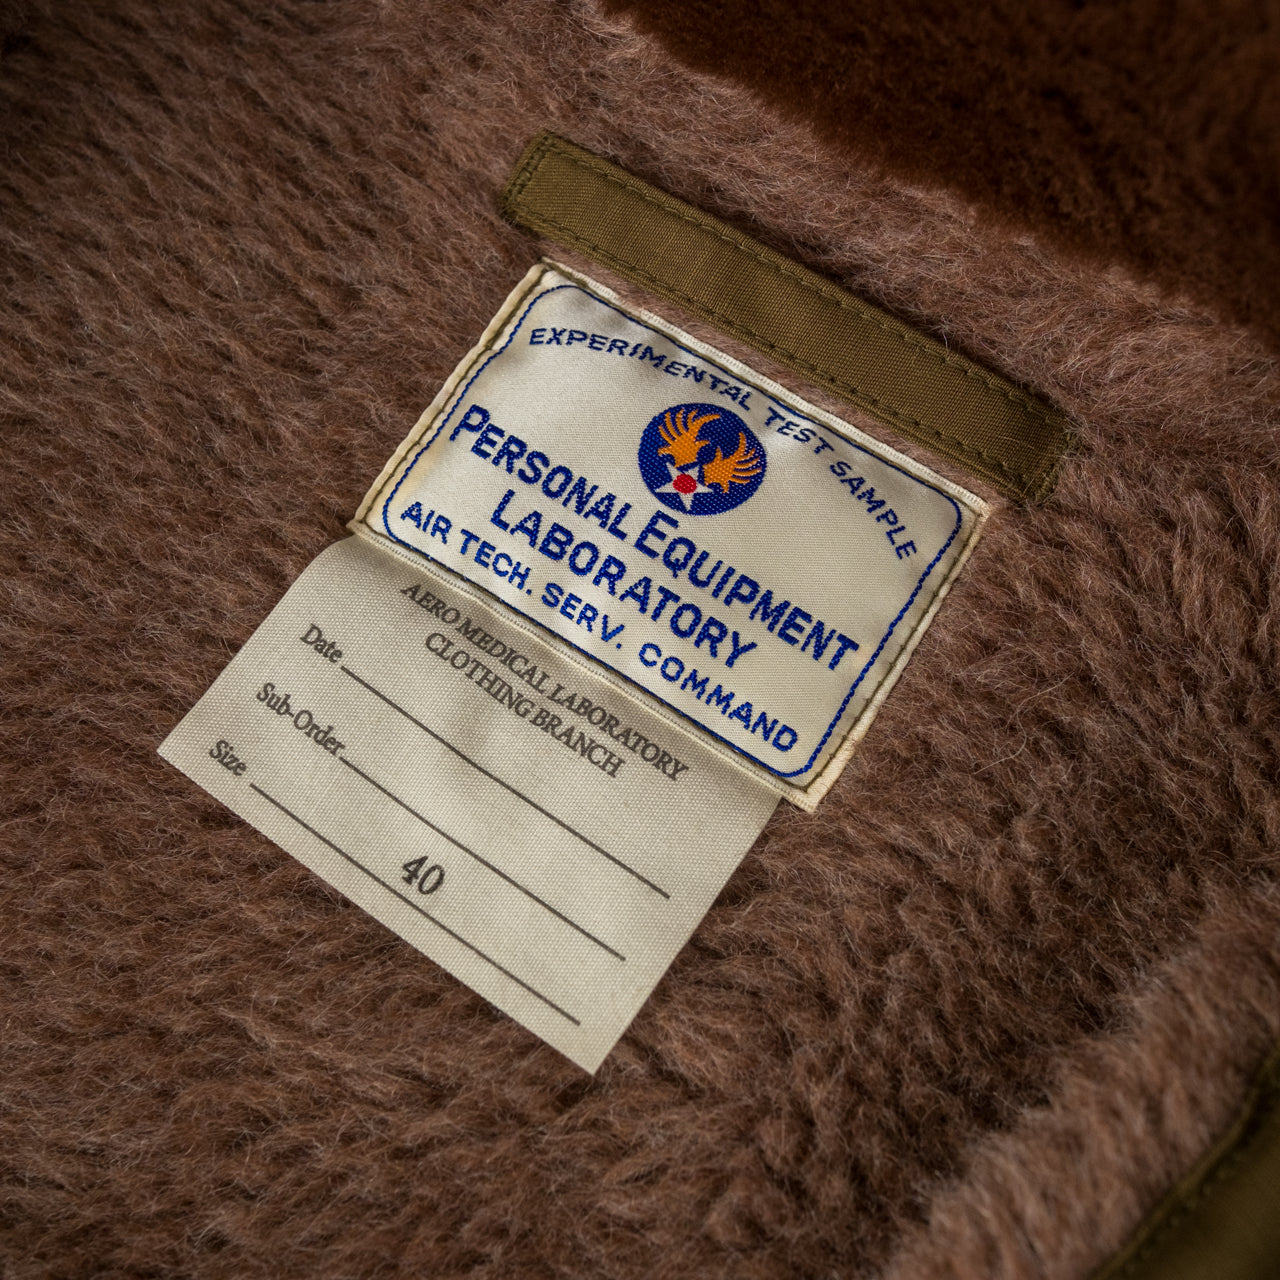 EXPERIMENTAL TEST SAMPLE
PERSONAL EQUIPMENT
LABORATORY
AIR TECH. SERV. COMMAND
AERO MEDICAL LABORATORY
CLOTHING BRANCH
Date
Sub-Order
Size 40